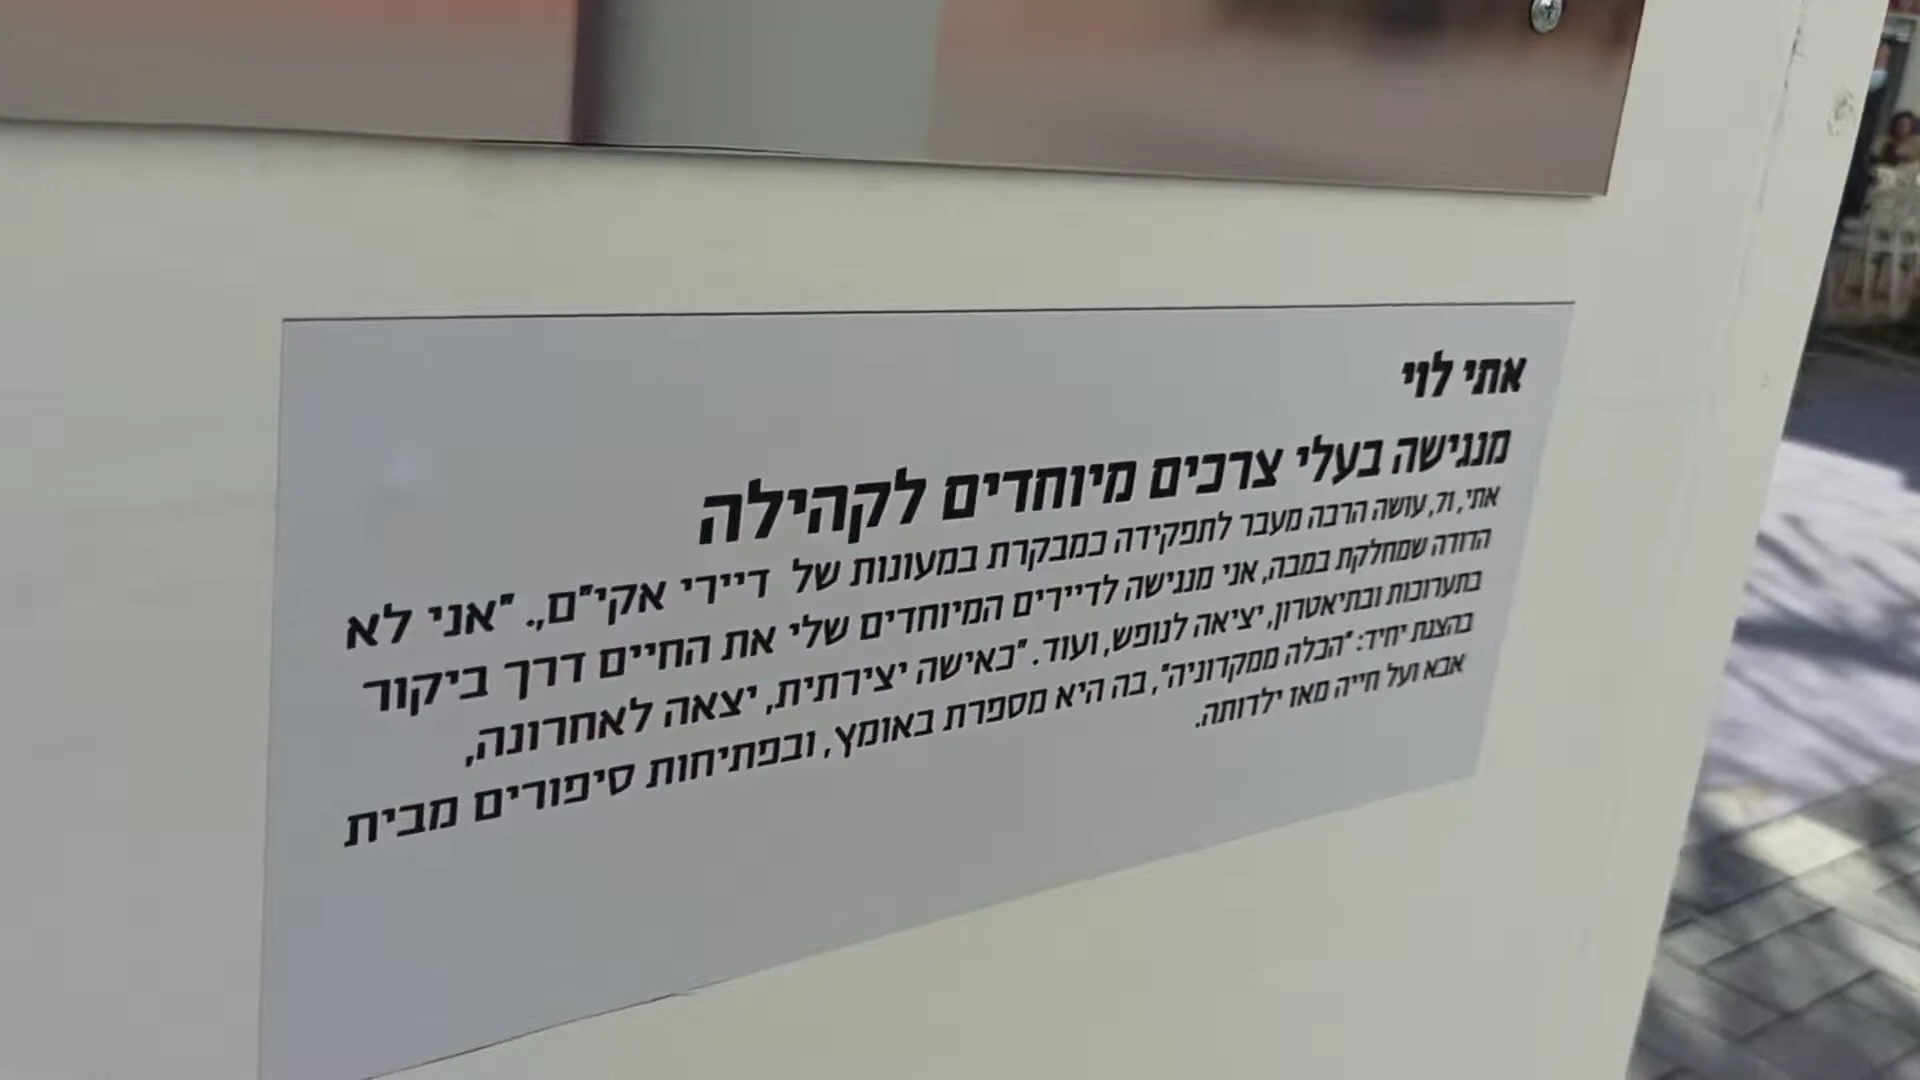 אתי לוי
מנגישה בעלי צרכים מיוחדים לקהילה
אתי, עושה הרבה מעבר לתפקידה כמבקרת במעונות של דיירי אקי"ם,. "אני לא
הדודה שמחלקת במבה, אני מנגישה לדיירים המיוחדים שלי את החיים דרך ביקור
בתערוכות ובתיאטרון, יציאה לנופש, ועוד. "כאישה יצירתית, יצאה לאחרונה,
בהצגת יחיד: "הכלה ממקדוניה", בה היא מספרת באומץ, ובפתיחות סיפורים מבית
אבא ועל חייה מאז ילדותה.